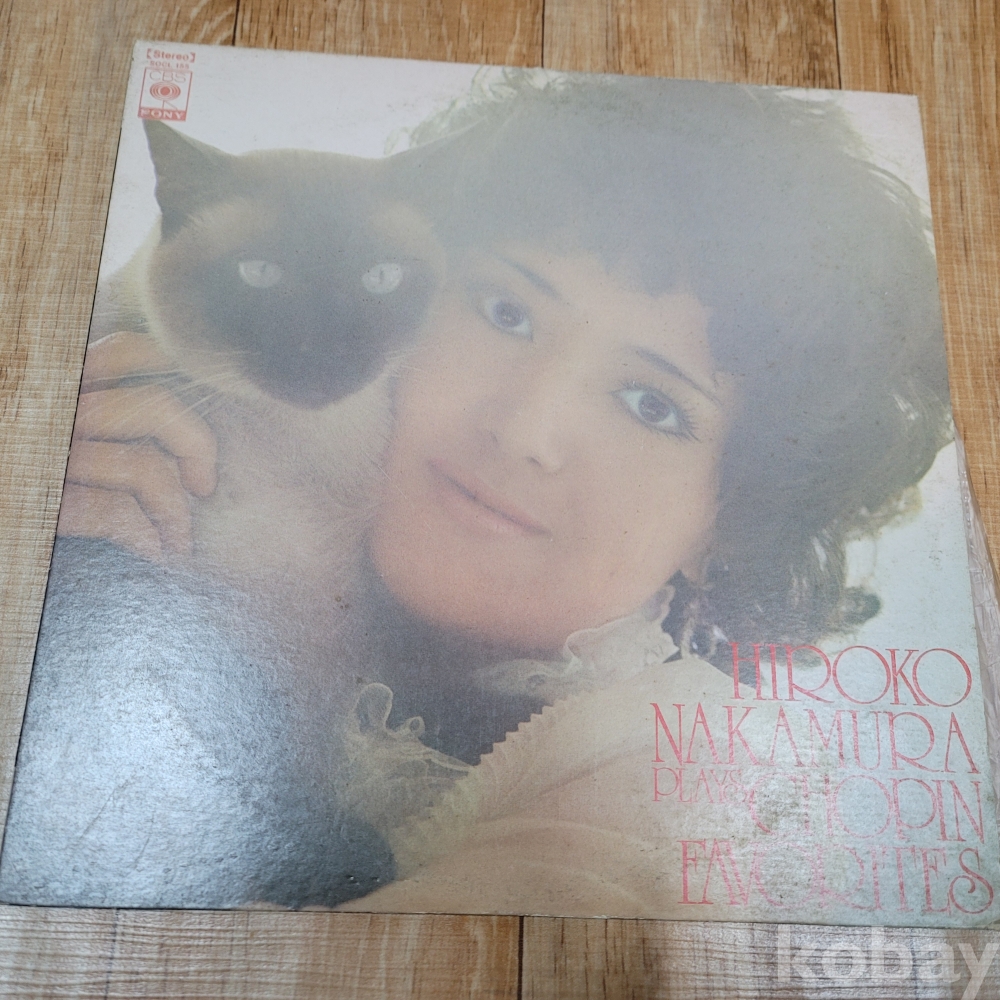 [Stereo]
CBS
SONY
HIROKO
NAKAMURA
PLAYS CHOPIN
FAVORITES
kobay